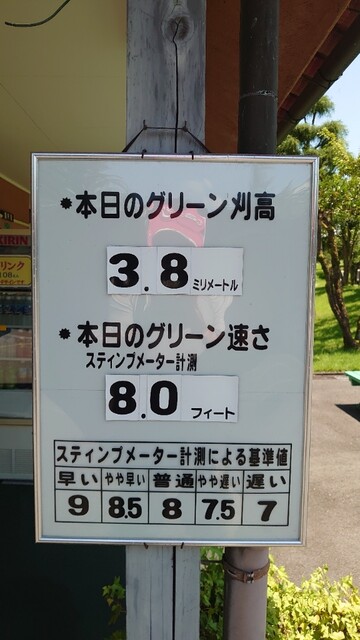 *本日のグリーン刈高
3.8 ミリメートル
*本日のグリーン速さ
スティンプメーター計測
8.0 フィート
スティンプメーター計測による基準値
早い やや早い 普通 やや遅い 遅い
9 8.5 8 7.5 7
KIRIN
リンク